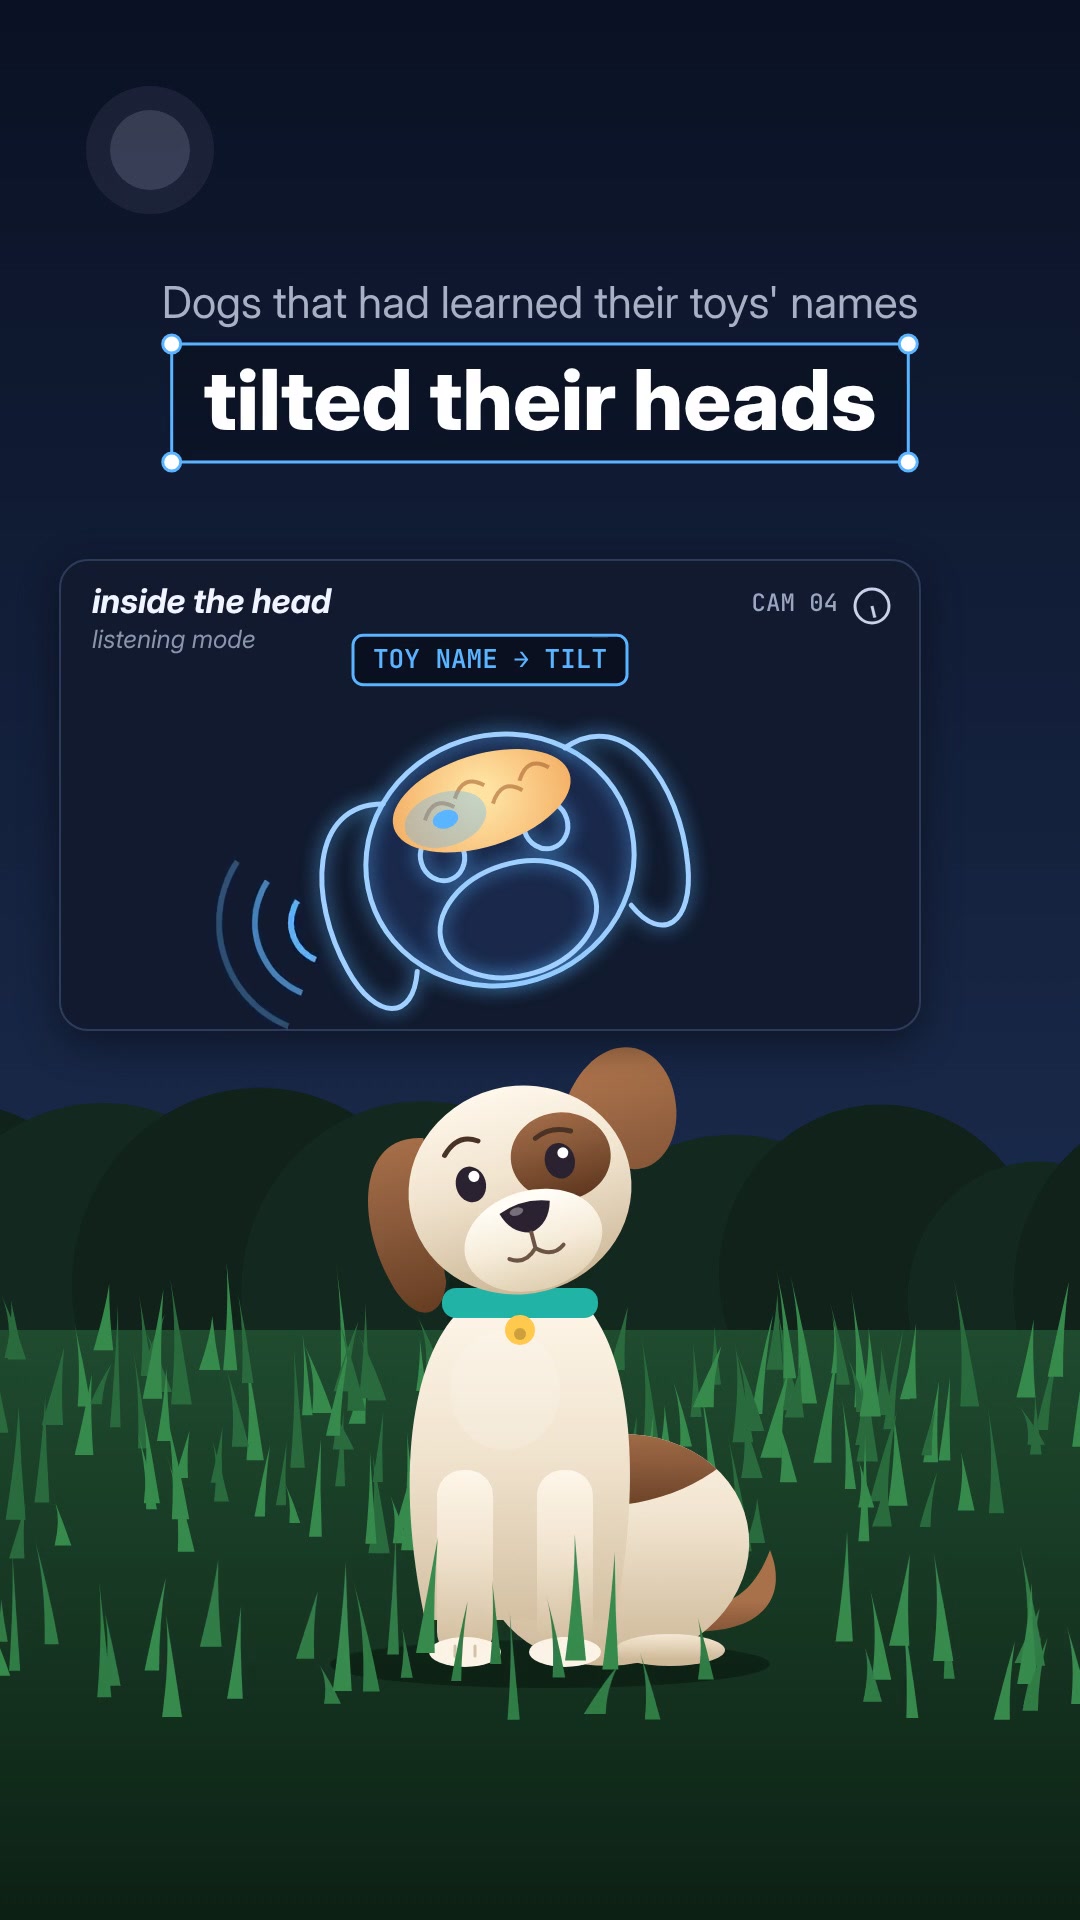 Dogs that had learned their toys' names
tilted their heads
inside the head
listening mode
CAM 04
TOY NAME → TILT